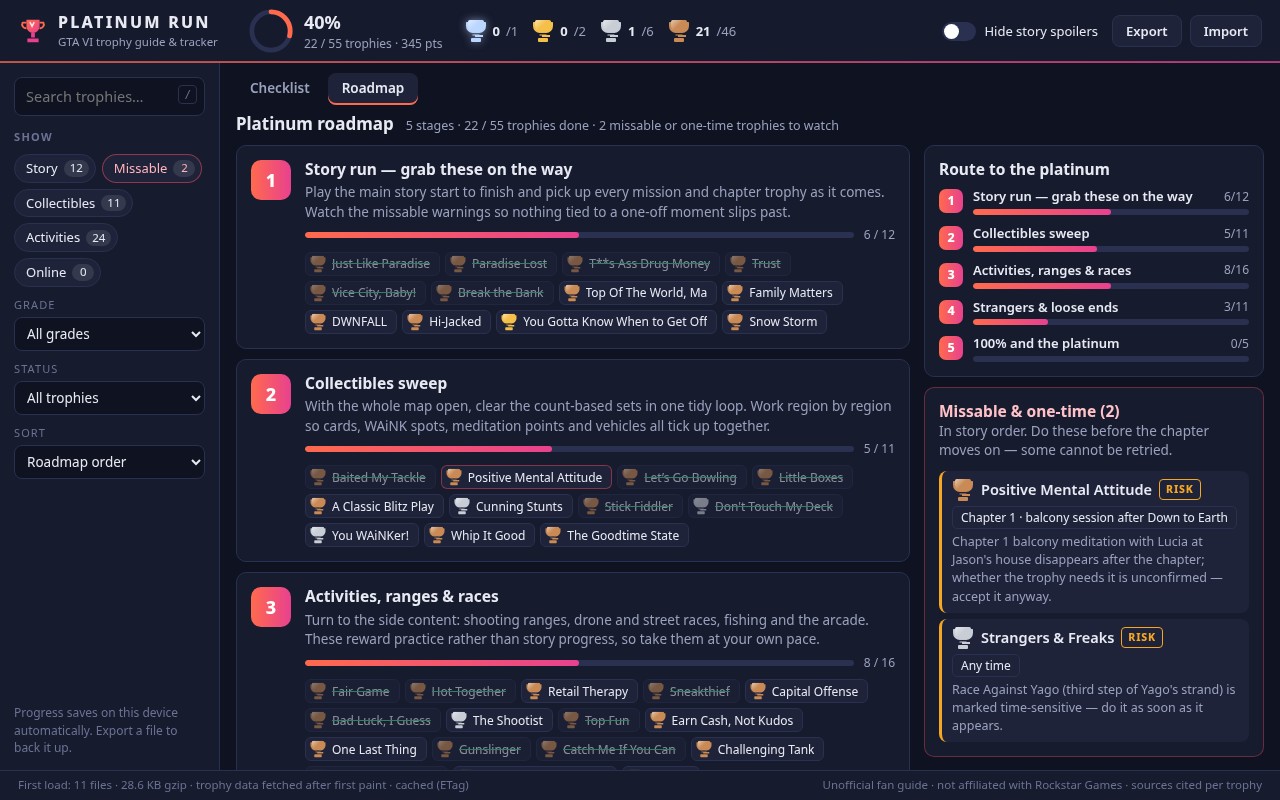 PLATINUM RUN
GTA VI trophy guide & tracker
40%
22 / 55 trophies · 345 pts
0 /1
0 /2
1 /6
21 /46
Hide story spoilers
Export
Import
Search trophies...
/
SHOW
Story 12
Missable 2
Collectibles 11
Activities 24
Online 0
GRADE
All grades
STATUS
All trophies
SORT
Roadmap order
Progress saves on this device
automatically. Export a file to
back it up.
Checklist
Roadmap
Platinum roadmap
5 stages · 22 / 55 trophies done · 2 missable or one-time trophies to watch
1
Story run — grab these on the way
Play the main story start to finish and pick up every mission and chapter trophy as it comes.
Watch the missable warnings so nothing tied to a one-off moment slips past.
6 / 12
Just Like Paradise
Paradise Lost
T**s Ass Drug Money
Trust
Vice City, Baby!
Break the Bank
Top Of The World, Ma
Family Matters
DWNFALL
Hi-Jacked
You Gotta Know When to Get Off
Snow Storm
2
Collectibles sweep
With the whole map open, clear the count-based sets in one tidy loop. Work region by region
so cards, WAiNK spots, meditation points and vehicles all tick up together.
5 / 11
Baited My Tackle
Positive Mental Attitude
Let's Go Bowling
Little Boxes
A Classic Blitz Play
Cunning Stunts
Stick Fiddler
Don't Touch My Deck
You WAiNKer!
Whip It Good
The Goodtime State
3
Activities, ranges & races
Turn to the side content: shooting ranges, drone and street races, fishing and the arcade.
These reward practice rather than story progress, so take them at your own pace.
8 / 16
Fair Game
Hot Together
Retail Therapy
Sneakthief
Capital Offense
Bad Luck, I Guess
The Shootist
Top Fun
Earn Cash, Not Kudos
One Last Thing
Gunslinger
Catch Me If You Can
Challenging Tank
Route to the platinum
1 Story run — grab these on the way 6/12
2 Collectibles sweep 5/11
3 Activities, ranges & races 8/16
4 Strangers & loose ends 3/11
5 100% and the platinum 0/5
Missable & one-time (2)
In story order. Do these before the chapter
moves on — some cannot be retried.
Positive Mental Attitude RISK
Chapter 1 · balcony session after Down to Earth
Chapter 1 balcony meditation with Lucia at
Jason's house disappears after the chapter;
whether the trophy needs it is unconfirmed —
accept it anyway.
Strangers & Freaks RISK
Any time
Race Against Yago (third step of Yago's strand) is
marked time-sensitive — do it as soon as it
appears.
First load: 11 files · 28.6 KB gzip · trophy data fetched after first paint · cached (ETag)
Unofficial fan guide · not affiliated with Rockstar Games · sources cited per trophy